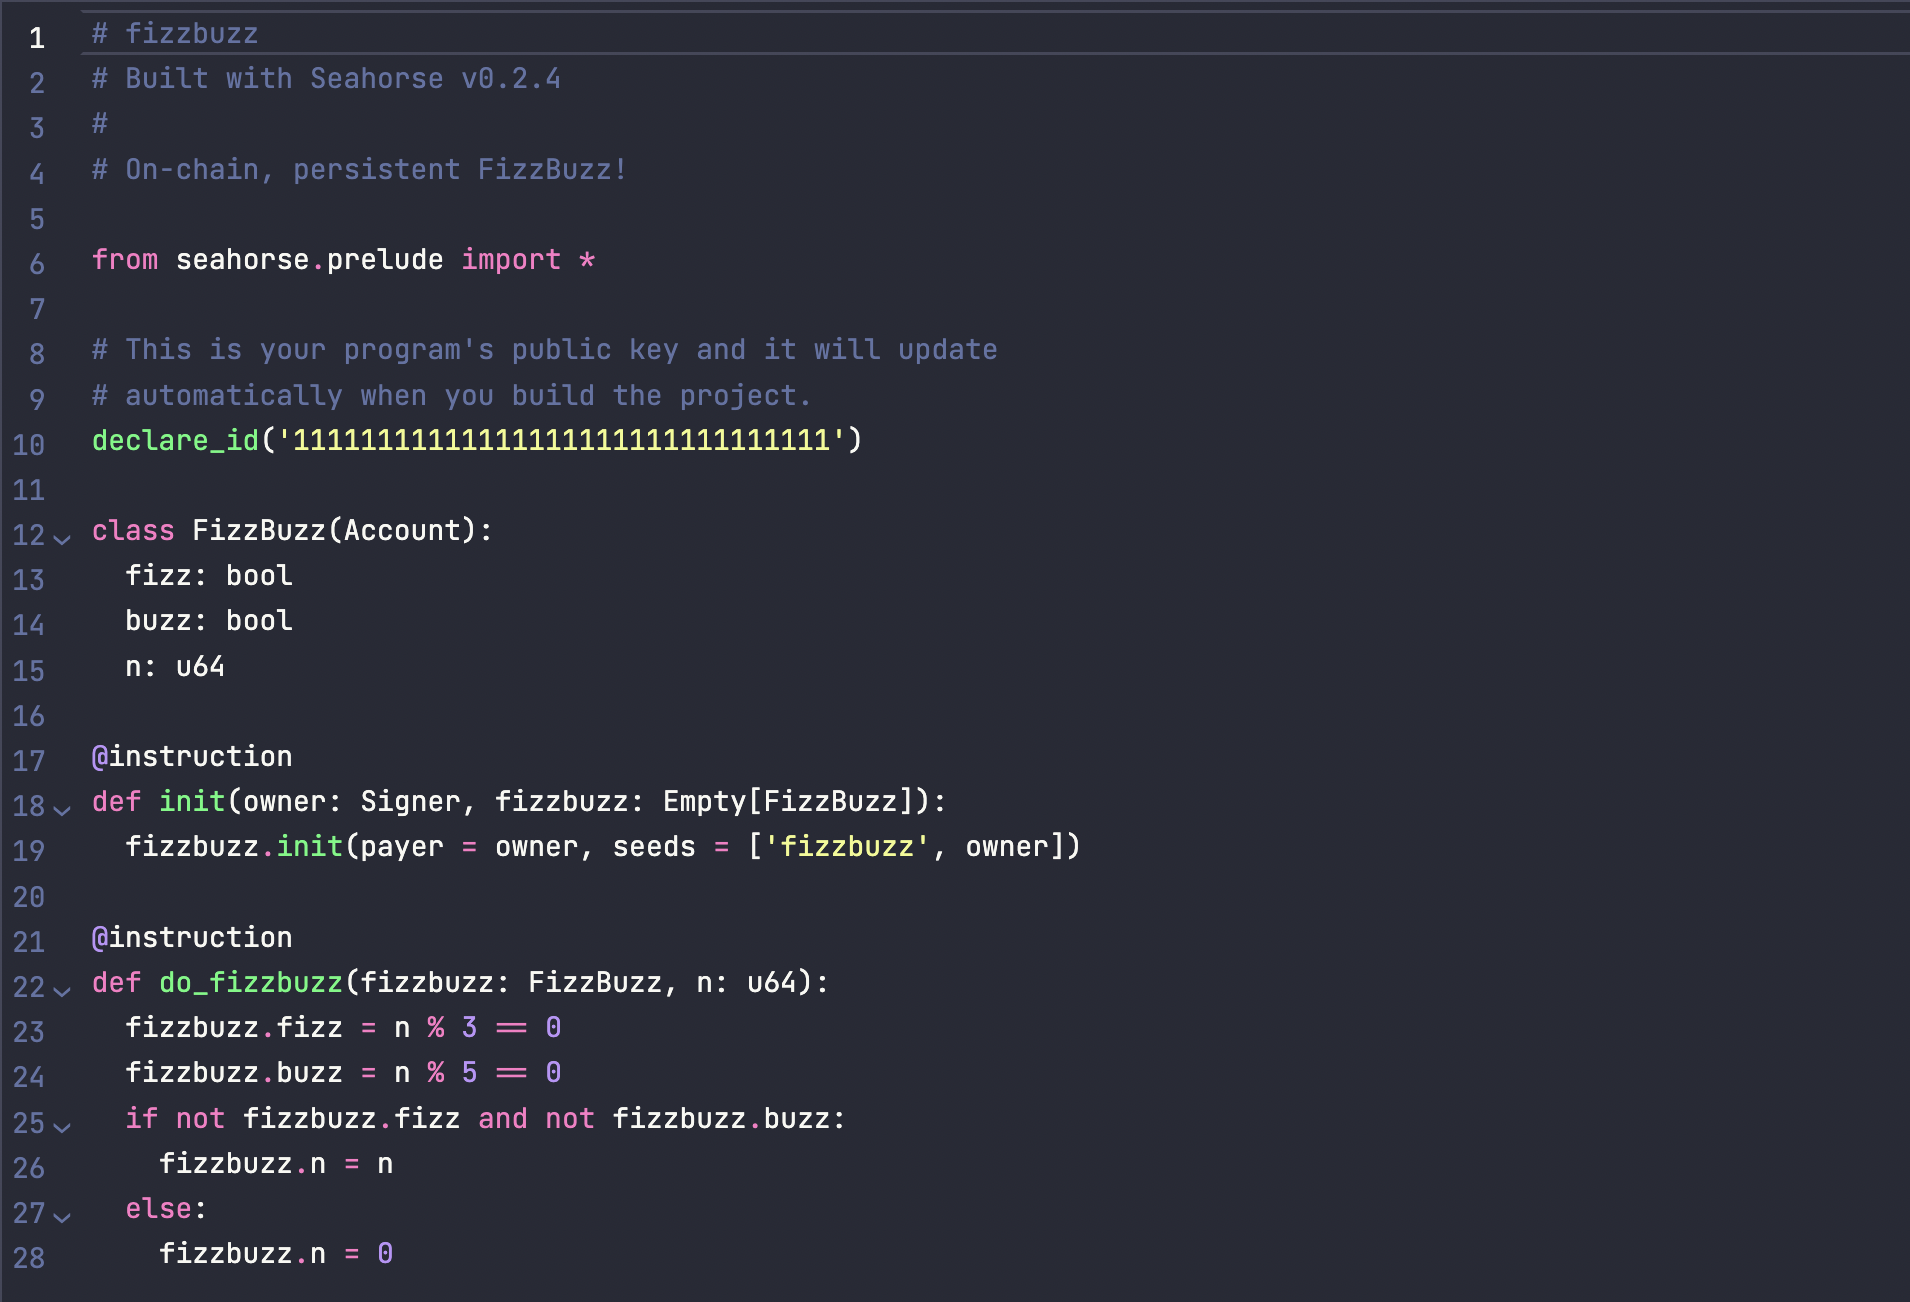 1 # fizzbuzz
2 # Built with Seahorse v0.2.4
3 #
4 # On-chain, persistent FizzBuzz!
5
6 from seahorse.prelude import *
7
8 # This is your program's public key and it will update
9 # automatically when you build the project.
10 declare_id('11111111111111111111111111111111')
11
12 class FizzBuzz(Account):
13   fizz: bool
14   buzz: bool
15   n: u64
16
17 @instruction
18 def init(owner: Signer, fizzbuzz: Empty[FizzBuzz]):
19   fizzbuzz.init(payer = owner, seeds = ['fizzbuzz', owner])
20
21 @instruction
22 def do_fizzbuzz(fizzbuzz: FizzBuzz, n: u64):
23   fizzbuzz.fizz = n % 3 == 0
24   fizzbuzz.buzz = n % 5 == 0
25   if not fizzbuzz.fizz and not fizzbuzz.buzz:
26     fizzbuzz.n = n
27   else:
28     fizzbuzz.n = 0